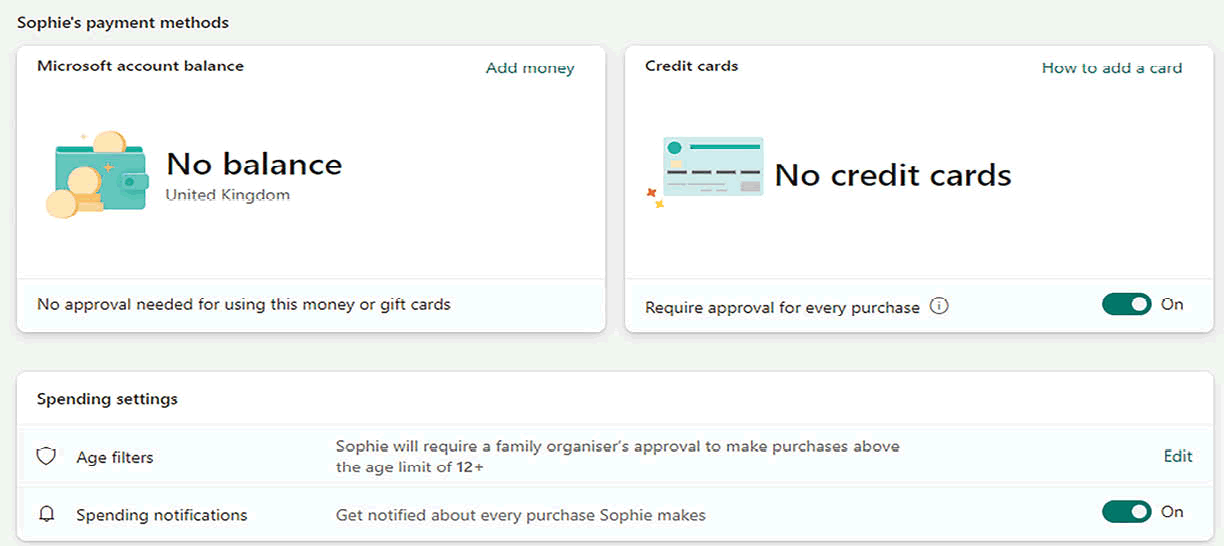 Sophie's payment methods
Microsoft account balance
Add money
No balance
United Kingdom
No approval needed for using this money or gift cards
Credit cards
How to add a card
No credit cards
Require approval for every purchase
On
Spending settings
Age filters
Sophie will require a family organiser's approval to make purchases above
the age limit of 12+
Edit
Spending notifications
Get notified about every purchase Sophie makes
On